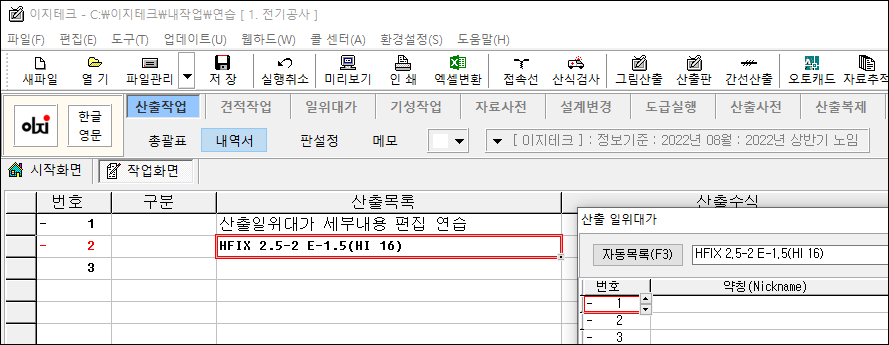 이지테크 - C:\이지테크\내작업\연습 [ 1. 전기공사 ]
파일(F) 편집(E) 도구(T) 업데이트(U) 웹하드(W) 콜 센터(A) 환경설정(S) 도움말(H)
새파일 열 기 파일관리 저 장 실행취소 미리보기 인 쇄 엑셀변환 접속선 산식검사 그림산출 산출판 간선산출 오토캐드 자료추적
산출작업 견적작업 일위대가 기성작업 자료사전 설계변경 도급실행 산출사전 산출복제
한글
영문
총괄표 내역서 판설정 메모 [ 이지테크 ] : 정보기준 : 2022년 08월 : 2022년 상반기 노임
시작화면 작업화면
번호 구분 산출목록 산출수식
- 1 산출일위대가 세부내용 편집 연습
- 2 HFIX 2.5-2 E-1.5(HI 16)
3
산출 일위대가
자동목록(F3) HFIX 2.5-2 E-1.5(HI 16)
번호 약칭(Nickname)
- 1
- 2
- 3